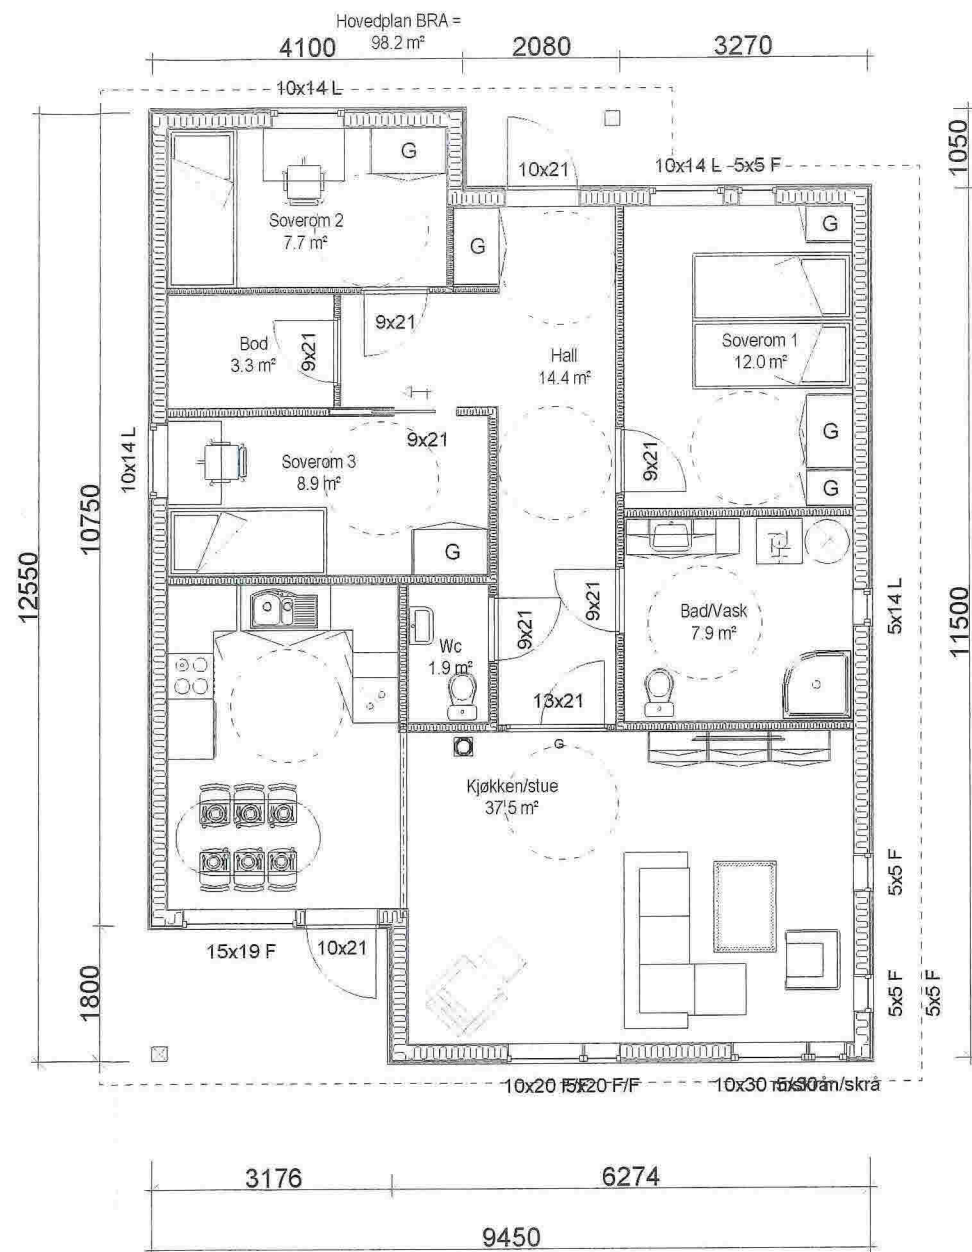 Hovedplan BRA =
98.2 m²
4100
2080
3270
10x14 L
10x21
10x14 L
5x5 F
1050
G
Soverom 2
7.7 m²
G
G
9x21
Bod
3.3 m²
9x21
Hall
14.4 m²
Soverom 1
12.0 m²
10x14 L
9x21
Soverom 3
8.9 m²
G
9x21
G
G
10750
12550
11500
5x14 L
Wc
1.9 m²
9x21
9x21
Bad/Vask
7.9 m²
13x21
G
Kjøkken/stue
37.5 m²
5x5 F
15x19 F
10x21
1800
5x5 F
5x5 F
10x20
5x20 F/F
10x30
3176
6274
9450